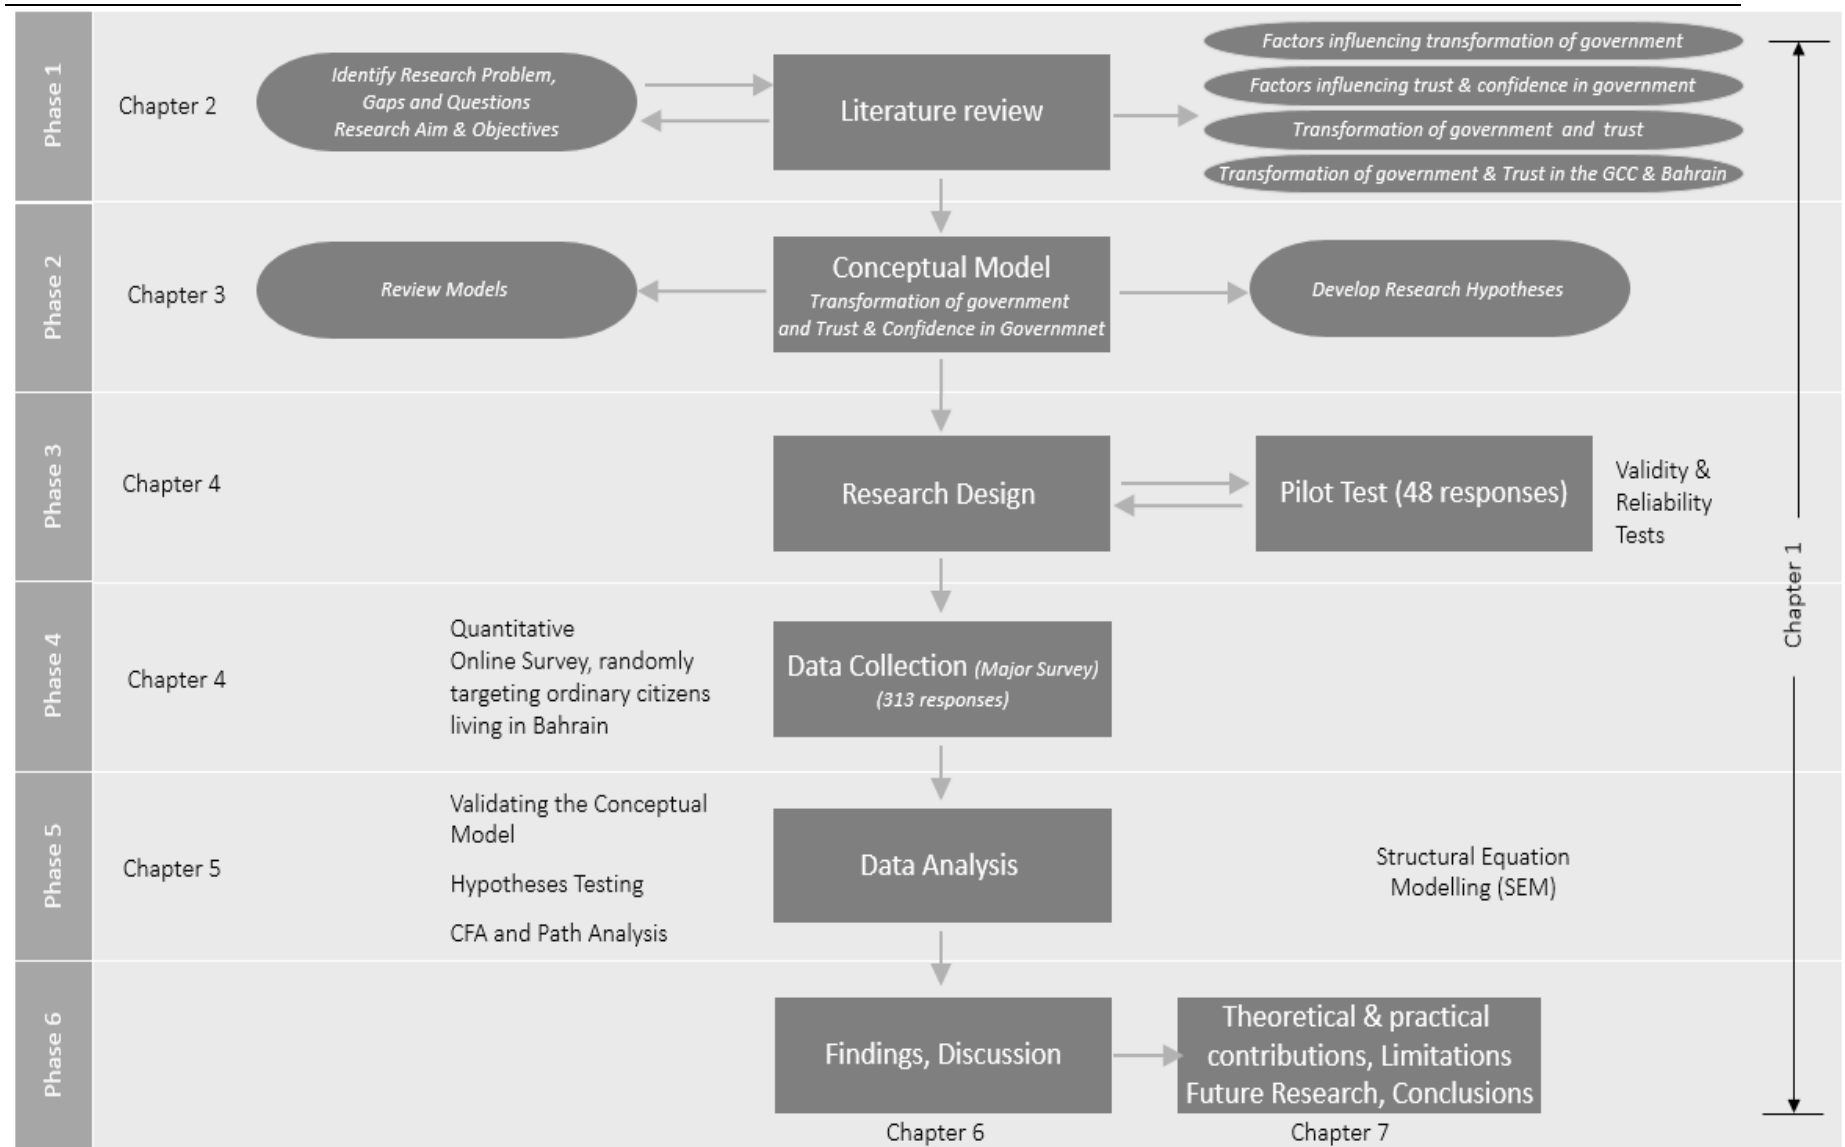 Phase 1
Chapter 2
Identify Research Problem,
Gaps and Questions
Research Aim & Objectives
Literature review
Factors influencing transformation of government
Factors influencing trust & confidence in government
Transformation of government and trust
Transformation of government & Trust in the GCC & Bahrain
Phase 2
Chapter 3
Review Models
Conceptual Model
Transformation of government
and Trust & Confidence in Governmnet
Develop Research Hypotheses
Phase 3
Chapter 4
Research Design
Pilot Test (48 responses)
Validity &
Reliability
Tests
Chapter 1
Phase 4
Chapter 4
Quantitative
Online Survey, randomly
targeting ordinary citizens
living in Bahrain
Data Collection (Major Survey)
(313 responses)
Phase 5
Chapter 5
Validating the Conceptual
Model
Hypotheses Testing
CFA and Path Analysis
Data Analysis
Structural Equation
Modelling (SEM)
Phase 6
Findings, Discussion
Theoretical & practical
contributions, Limitations
Future Research, Conclusions
Chapter 6
Chapter 7